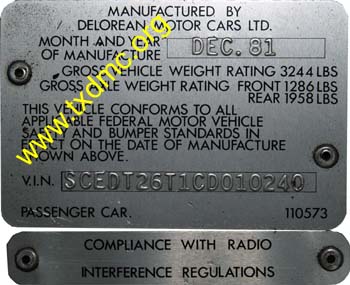 MANUFACTURED BY
DELOREAN MOTOR CARS LTD.
MONTH AND YEAR
OF MANUFACTURE DEC. 81
GROSS VEHICLE WEIGHT RATING 3244 LBS
GROSS AXLE WEIGHT RATING FRONT 1286 LBS
REAR 1958 LBS
THIS VEHICLE CONFORMS TO ALL
APPLICABLE FEDERAL MOTOR VEHICLE
SAFETY AND BUMPER STANDARDS IN
EFFECT ON THE DATE OF MANUFACTURE
SHOWN ABOVE.
V.I.N. SCEDT26T1CD010240
PASSENGER CAR. 110573
COMPLIANCE WITH RADIO
INTERFERENCE REGULATIONS
www.txdmc.org